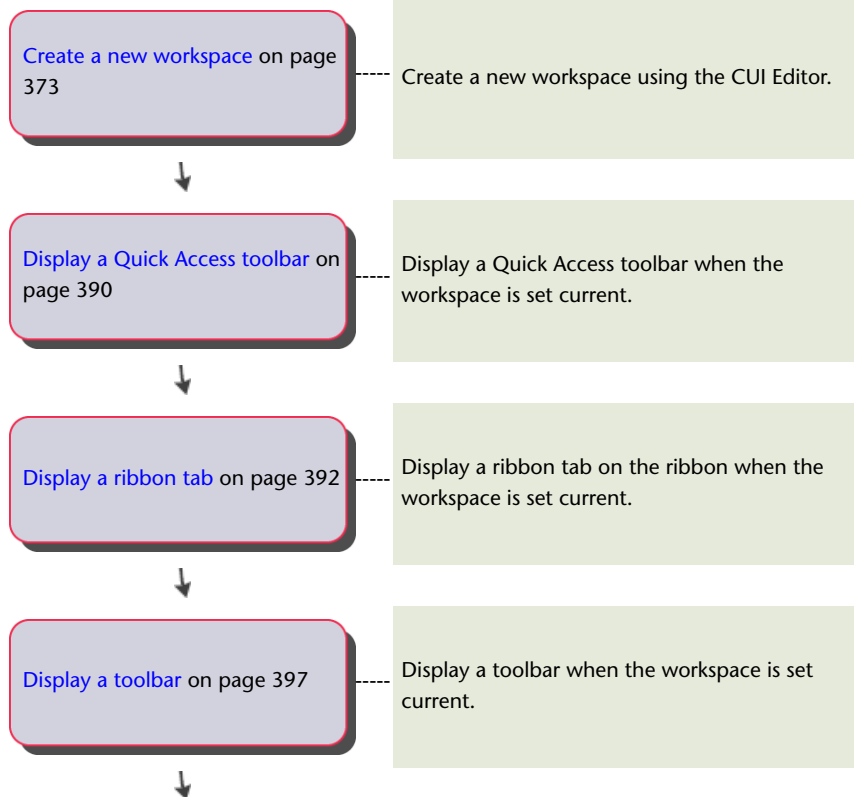 Create a new workspace on page
373
Create a new workspace using the CUI Editor.
Display a Quick Access toolbar on
page 390
Display a Quick Access toolbar when the
workspace is set current.
Display a ribbon tab on page 392
Display a ribbon tab on the ribbon when the
workspace is set current.
Display a toolbar on page 397
Display a toolbar when the workspace is set
current.